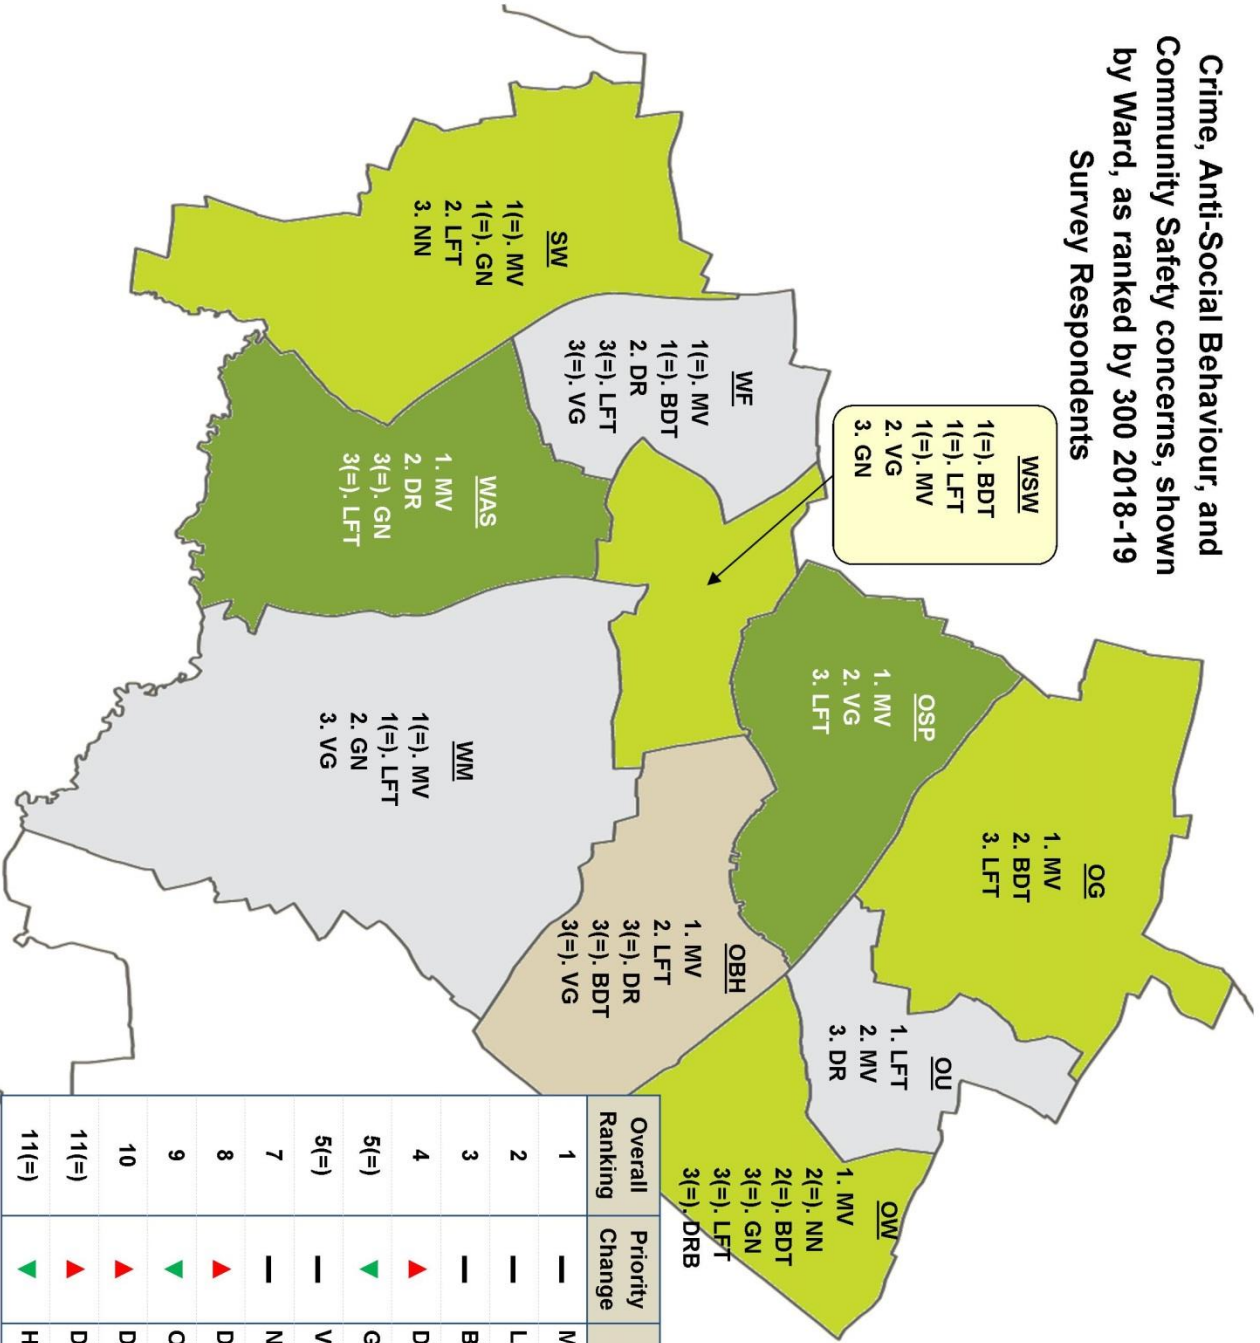 Crime, Anti-Social Behaviour, and
Community Safety concerns, shown
by Ward, as ranked by 300 2018-19
Survey Respondents
SW
1(=). MV
1(=). GN
2. LFT
3. NN
WF
1(=). MV
1(=). BDT
2. DR
3(=). LFT
3(=). VG
WSW
1(=). BDT
1(=). LFT
1(=). MV
2. VG
3. GN
WAS
1. MV
2. DR
3(=). GN
3(=). LFT
OSP
1. MV
2. VG
3. LFT
WM
1(=). MV
1(=). LFT
2. GN
3. VG
OG
1. MV
2. BDT
3. LFT
OBH
1. MV
2. LFT
3(=). DR
3(=). BDT
3(=). VG
OU
1. LFT
2. MV
3. DR
OW
1. MV
2(=). NN
2(=). BDT
3(=). GN
3(=). LFT
3(=). DRB
Overall Ranking Priority Change
1 M
2 L
3 B
4 D
5(=) G
5(=) V
7 N
8 D
9 C
10 D
11(=) D
11(=) H